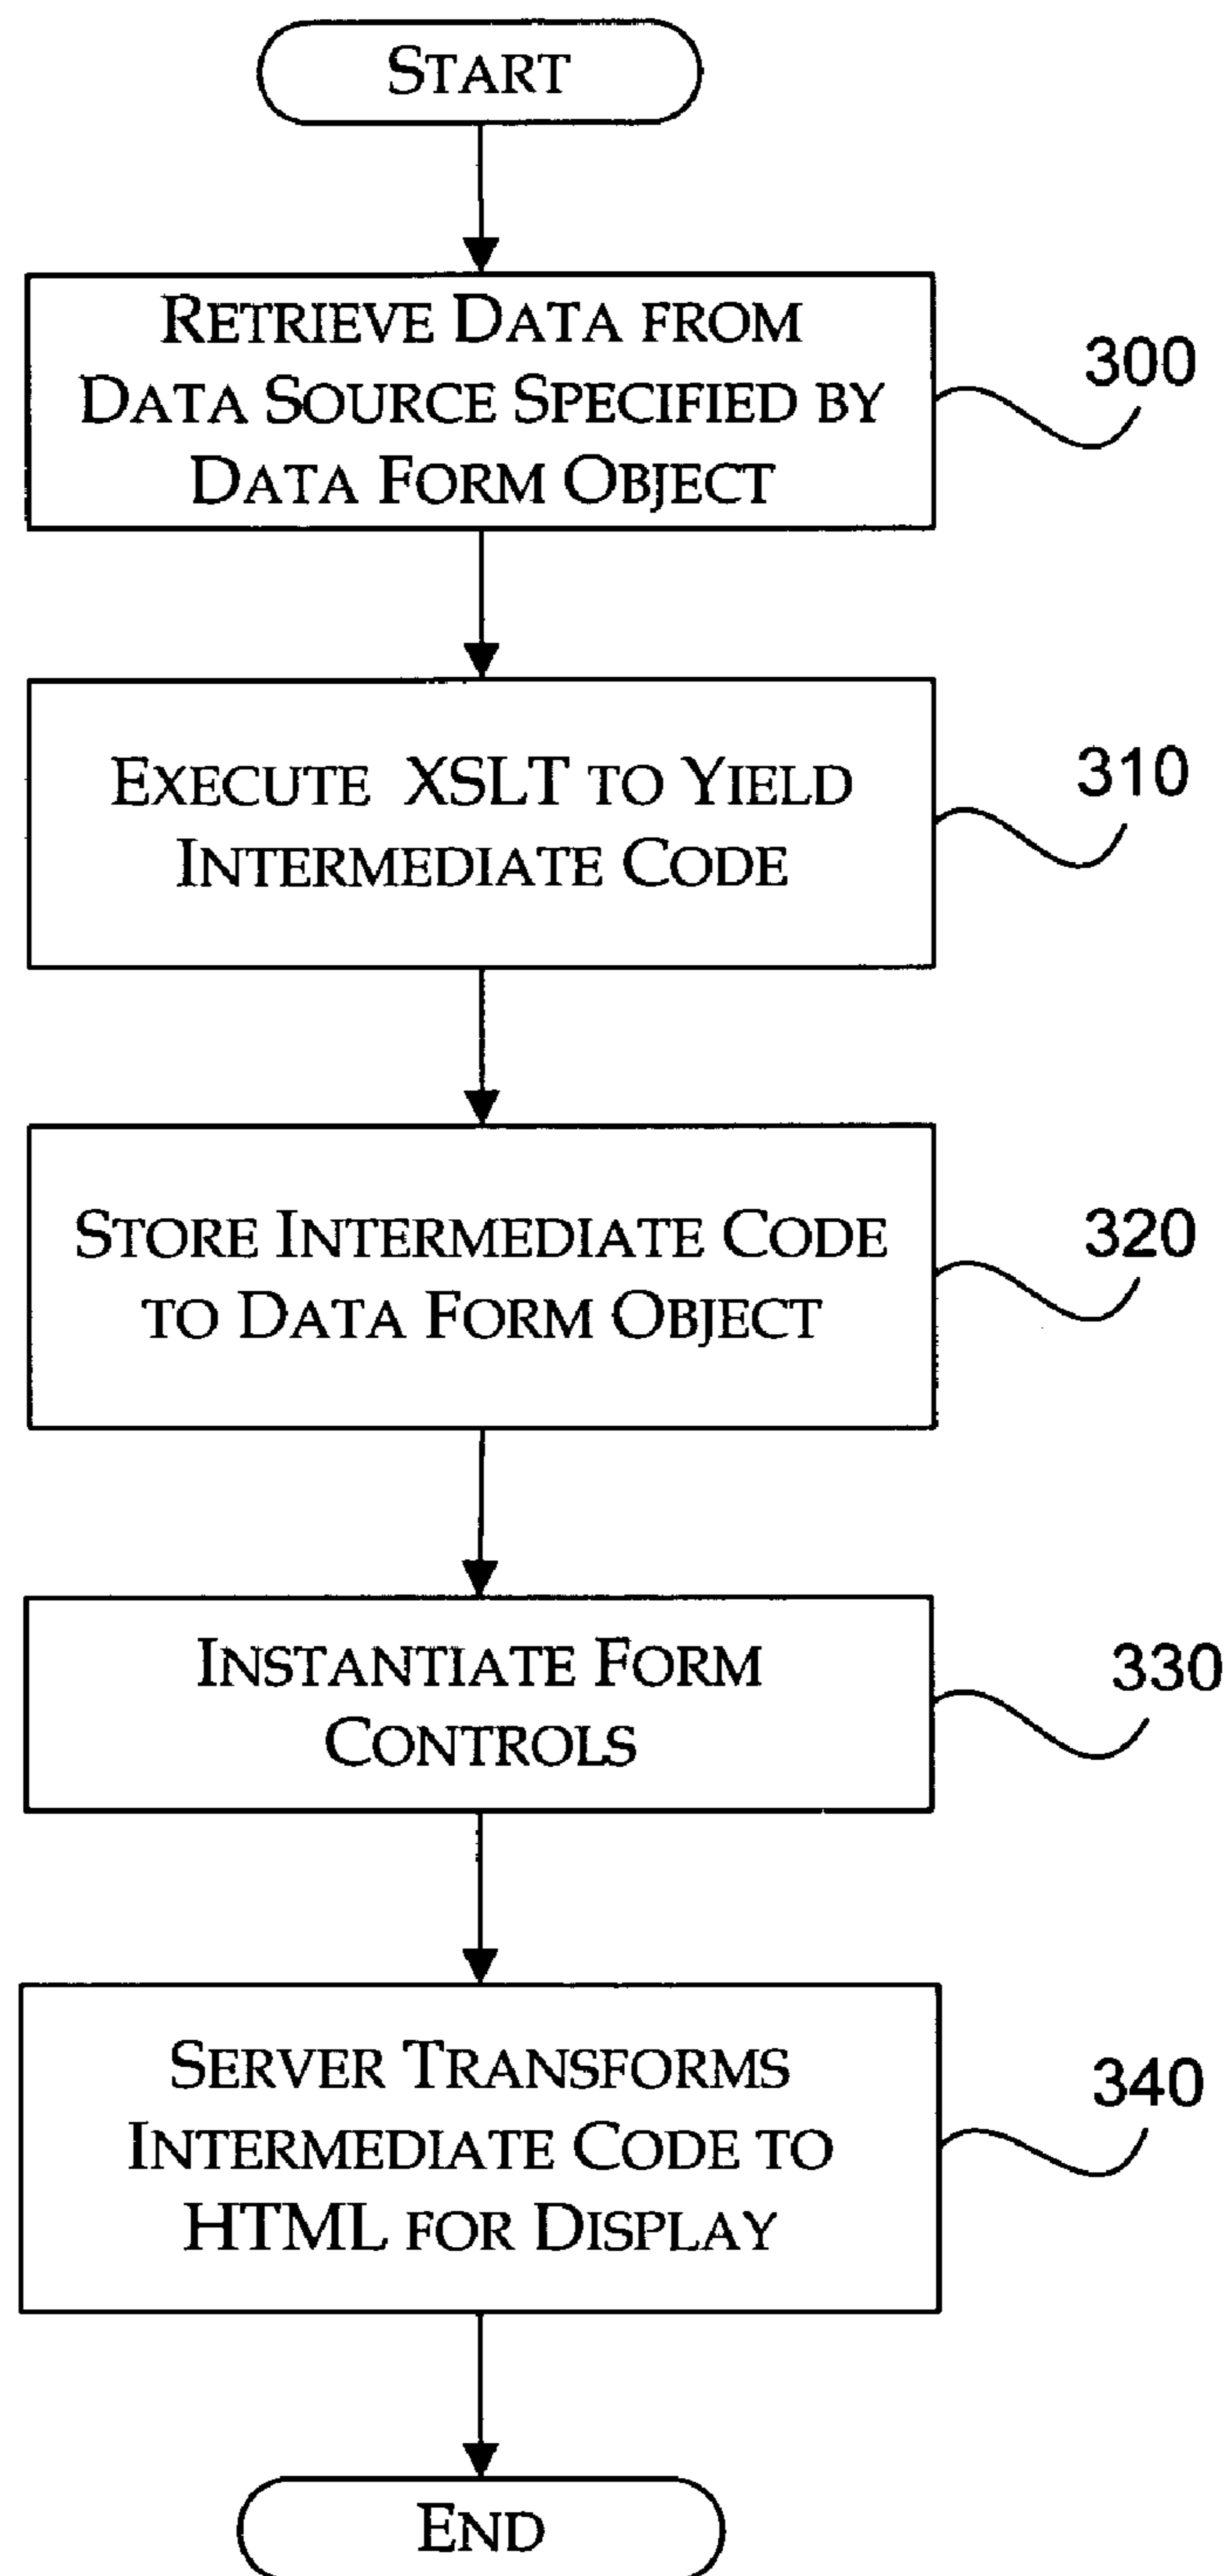 START
RETRIEVE DATA FROM
DATA SOURCE SPECIFIED BY
DATA FORM OBJECT
300
EXECUTE XSLT TO YIELD
INTERMEDIATE CODE
310
STORE INTERMEDIATE CODE
TO DATA FORM OBJECT
320
INSTANTIATE FORM
CONTROLS
330
SERVER TRANSFORMS
INTERMEDIATE CODE TO
HTML FOR DISPLAY
340
END